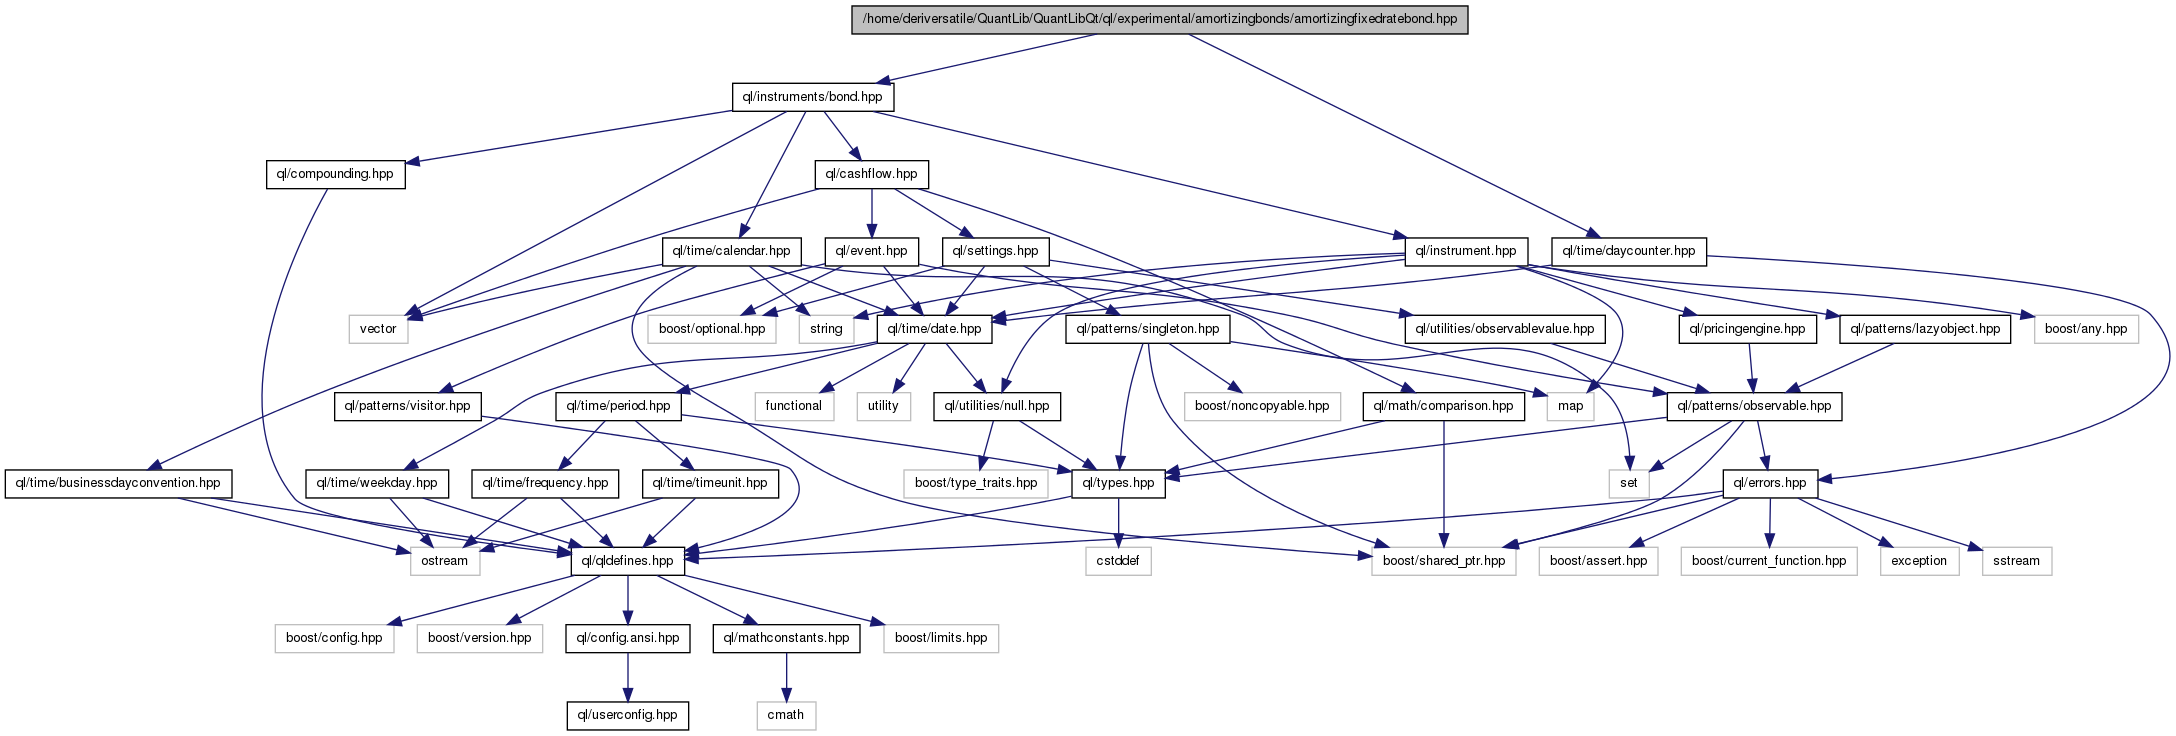 /home/deriversatile/QuantLib/QuantLibQt/ql/experimental/amortizingbonds/amortizingfixedratebond.hpp
ql/instruments/bond.hpp
ql/compounding.hpp
ql/cashflow.hpp
ql/time/calendar.hpp
ql/event.hpp
ql/settings.hpp
ql/instrument.hpp
ql/time/daycounter.hpp
vector
boost/optional.hpp
string
ql/time/date.hpp
ql/patterns/singleton.hpp
ql/utilities/observablevalue.hpp
ql/pricingengine.hpp
ql/patterns/lazyobject.hpp
boost/any.hpp
ql/patterns/visitor.hpp
ql/time/period.hpp
functional
utility
ql/utilities/null.hpp
boost/noncopyable.hpp
ql/math/comparison.hpp
map
ql/patterns/observable.hpp
ql/time/businessdayconvention.hpp
ql/time/weekday.hpp
ql/time/frequency.hpp
ql/time/timeunit.hpp
boost/type_traits.hpp
ql/types.hpp
set
ql/errors.hpp
ostream
ql/qldefines.hpp
cstddef
boost/shared_ptr.hpp
boost/assert.hpp
boost/current_function.hpp
exception
sstream
boost/config.hpp
boost/version.hpp
ql/config.ansi.hpp
ql/mathconstants.hpp
boost/limits.hpp
ql/userconfig.hpp
cmath